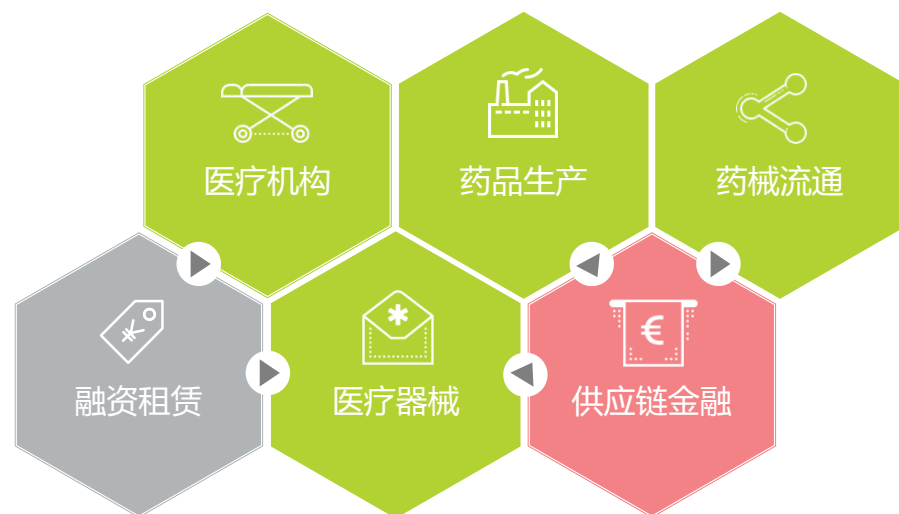 医疗机构
药品生产
药械流通
融资租赁
医疗器械
€
供应链金融